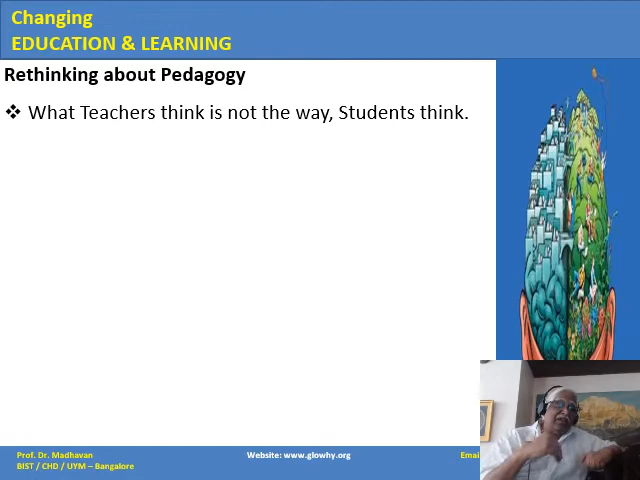 Changing
EDUCATION & LEARNING
Rethinking about Pedagogy
❖ What Teachers think is not the way, Students think.
Prof. Dr. Madhavan
Website: www.glowhy.org
Emai
BIST / CHD / UYM – Bangalore